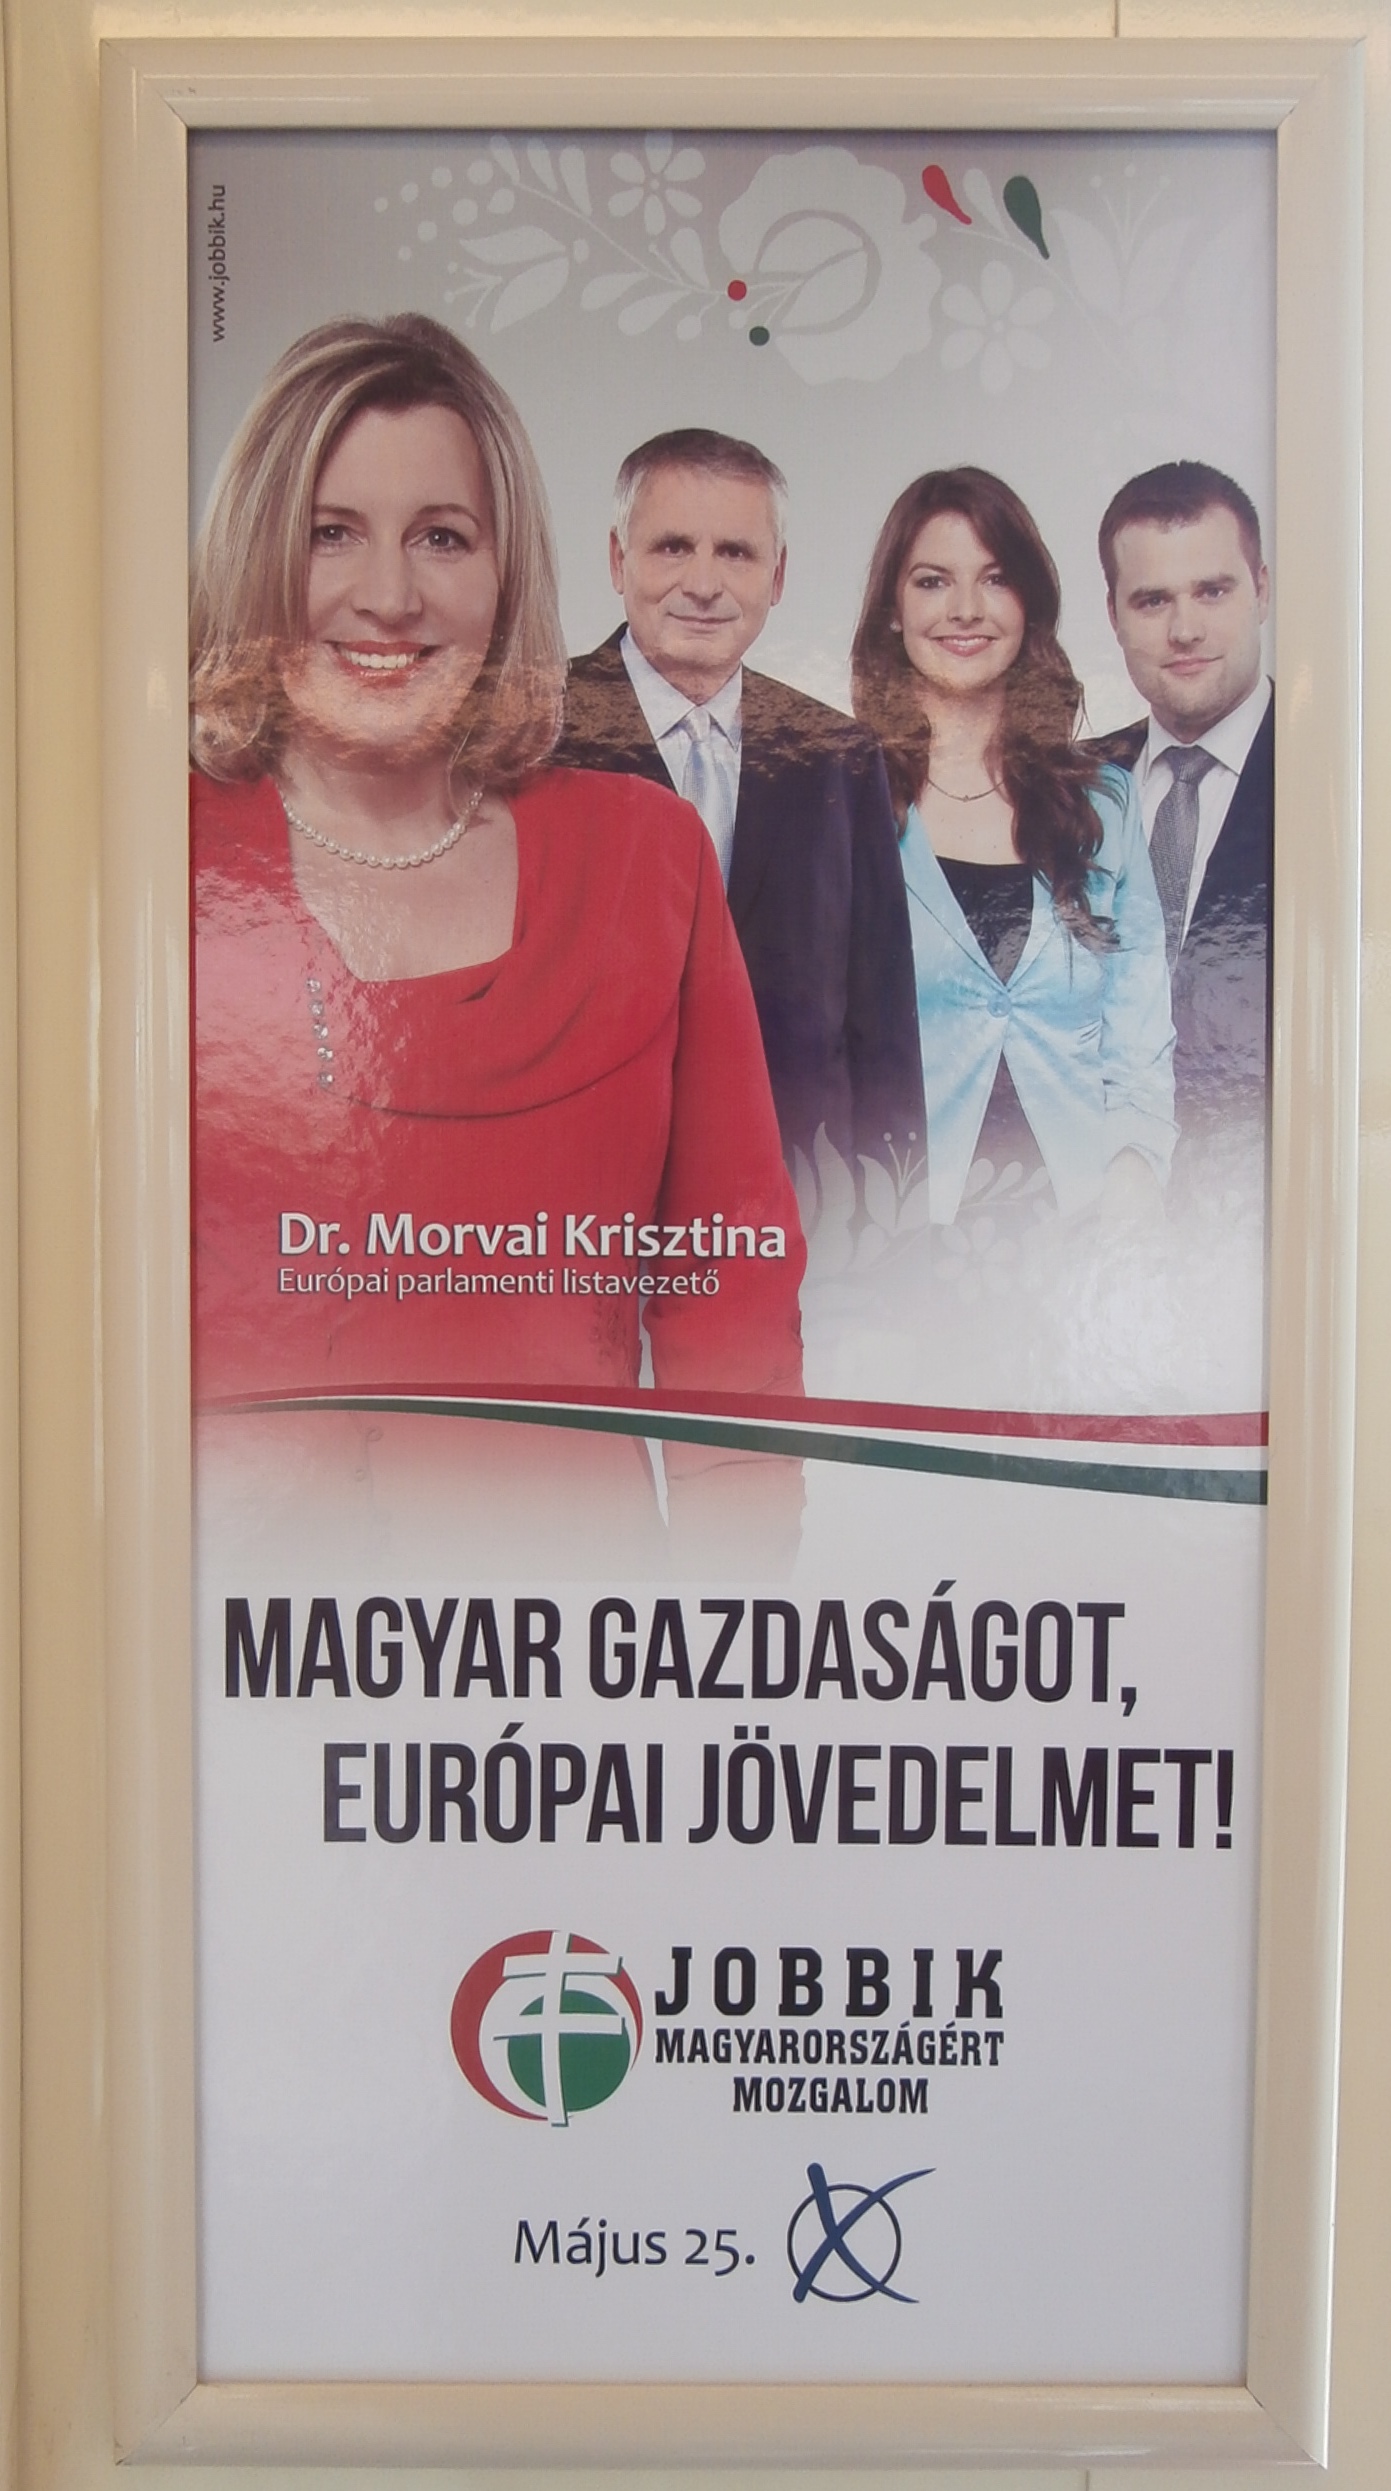 www.jobbik.hu
Dr. Morvai Krisztina
Európai parlamenti listavezető
MAGYAR GAZDASÁGOT,
EURÓPAI JÖVEDELMET!
JOBBIK
MAGYARORSZÁGÉRT
MOZGALOM
Május 25.